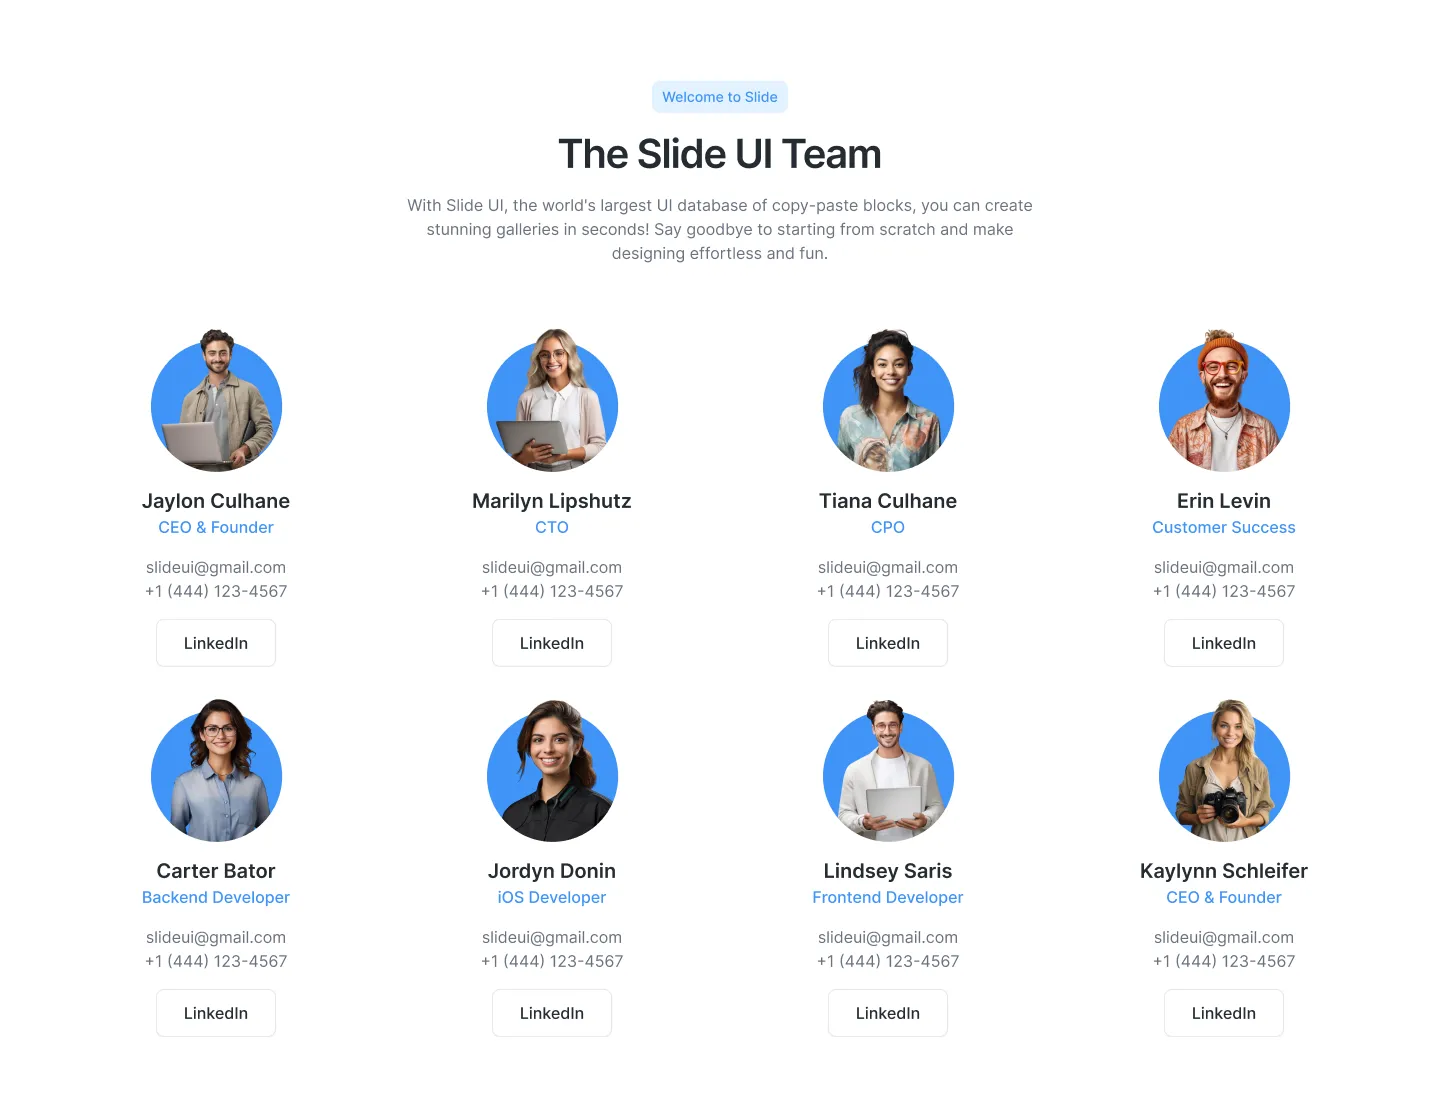 Welcome to Slide
The Slide UI Team
With Slide UI, the world's largest UI database of copy-paste blocks, you can create
stunning galleries in seconds! Say goodbye to starting from scratch and make
designing effortless and fun.
Jaylon Culhane
CEO & Founder
slideui@gmail.com
+1 (444) 123-4567
LinkedIn
Marilyn Lipshutz
CTO
slideui@gmail.com
+1 (444) 123-4567
LinkedIn
Tiana Culhane
CPO
slideui@gmail.com
+1 (444) 123-4567
LinkedIn
Erin Levin
Customer Success
slideui@gmail.com
+1 (444) 123-4567
LinkedIn
Carter Bator
Backend Developer
slideui@gmail.com
+1 (444) 123-4567
LinkedIn
Jordyn Donin
iOS Developer
slideui@gmail.com
+1 (444) 123-4567
LinkedIn
Lindsey Saris
Frontend Developer
slideui@gmail.com
+1 (444) 123-4567
LinkedIn
Kaylynn Schleifer
CEO & Founder
slideui@gmail.com
+1 (444) 123-4567
LinkedIn